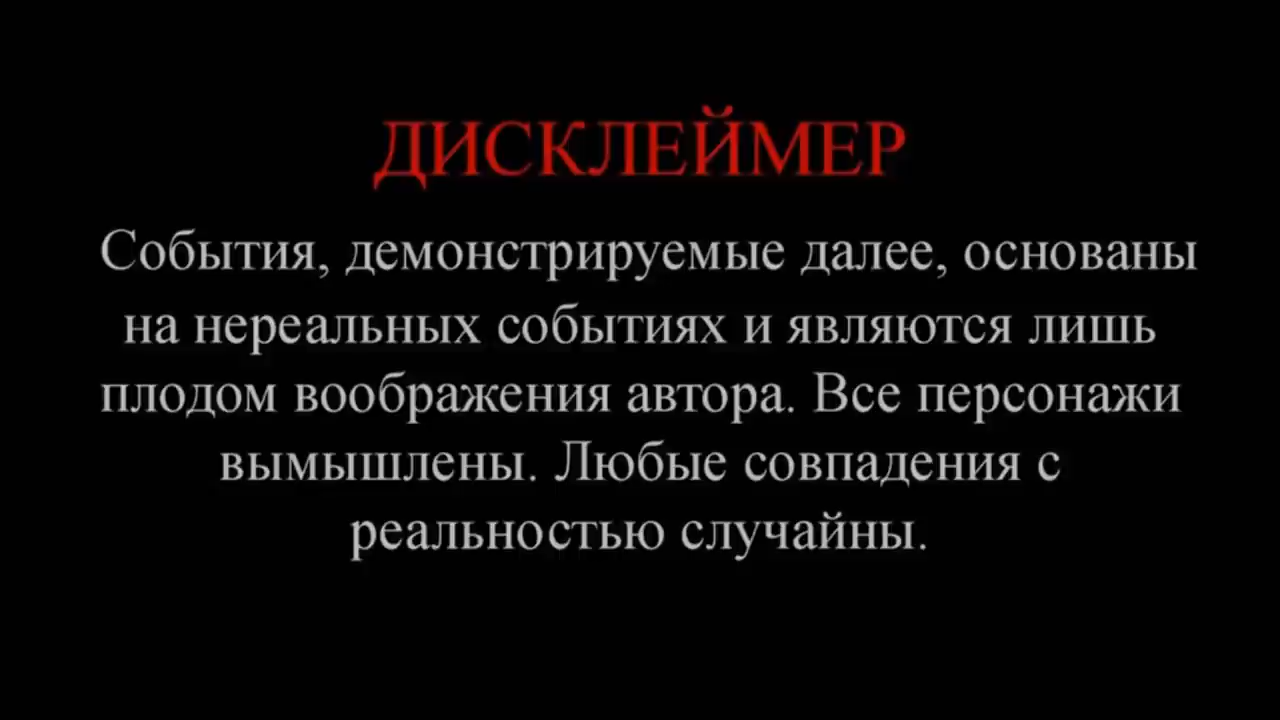 ДИСКЛЕЙМЕР
События, демонстрируемые далее, основаны
на нереальных событиях и являются лишь
плодом воображения автора. Все персонажи
вымышлены. Любые совпадения с
реальностью случайны.